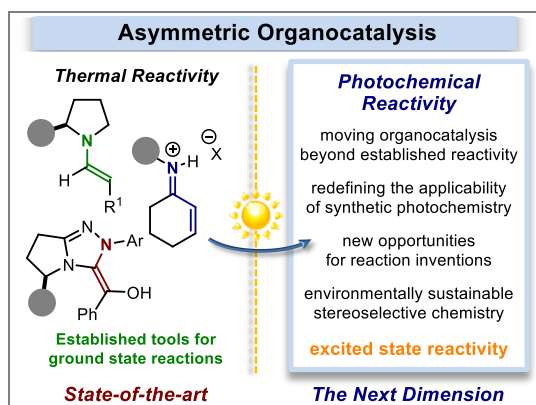 Asymmetric Organocatalysis
Thermal Reactivity
N
H
R1
⊕
N
H
⊖
X
N
N
N
Ar
OH
Ph
Established tools for
ground state reactions
State-of-the-art
Photochemical
Reactivity
moving organocatalysis
beyond established reactivity
redefining the applicability
of synthetic photochemistry
new opportunities
for reaction inventions
environmentally sustainable
stereoselective chemistry
excited state reactivity
The Next Dimension